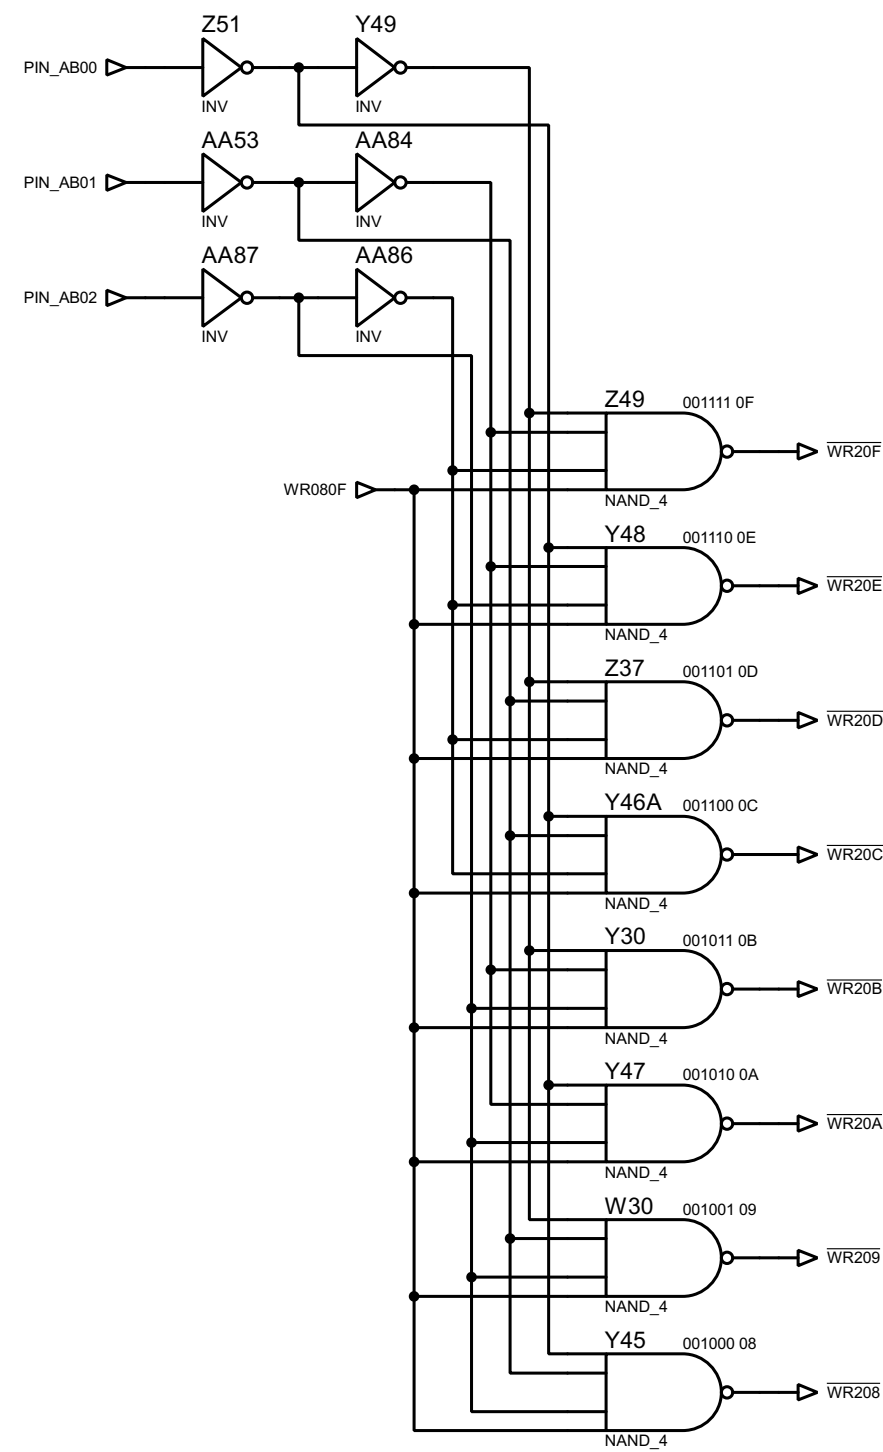 Z51 Y49
PIN_AB00
INV INV
AA53 AA84
PIN_AB01
INV INV
AA87 AA86
PIN_AB02
INV INV
Z49 001111 0F
WR20F
WR080F
NAND_4
Y48 001110 0E
WR20E
NAND_4
Z37 001101 0D
WR20D
NAND_4
Y46A 001100 0C
WR20C
NAND_4
Y30 001011 0B
WR20B
NAND_4
Y47 001010 0A
WR20A
NAND_4
W30 001001 09
WR209
NAND_4
Y45 001000 08
WR208
NAND_4